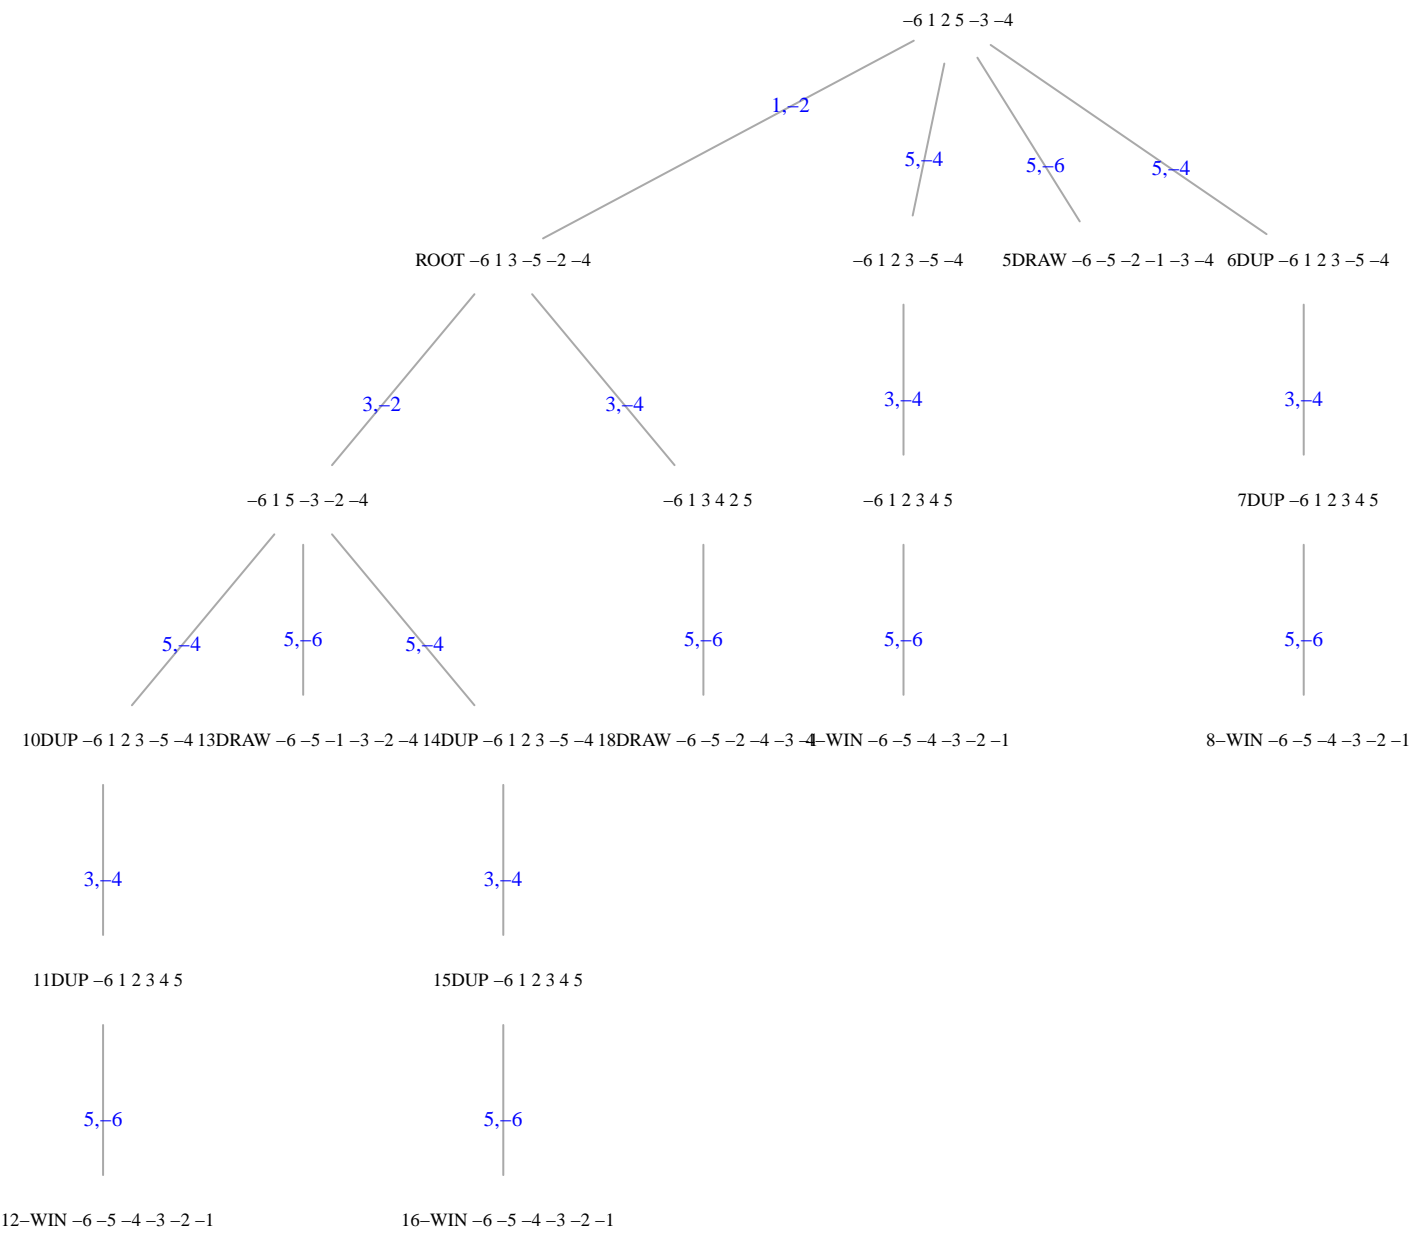 –6 1 2 5 –3 –4
1,–2
5,–4
5,–6
5,–4
ROOT –6 1 3 –5 –2 –4
–6 1 2 3 –5 –4
5DRAW –6 –5 –2 –1 –3 –4
6DUP –6 1 2 3 –5 –4
3,–2
3,–4
3,–4
3,–4
–6 1 5 –3 –2 –4
–6 1 3 4 2 5
–6 1 2 3 4 5
7DUP –6 1 2 3 4 5
5,–4
5,–6
5,–4
5,–6
5,–6
5,–6
10DUP –6 1 2 3 –5 –4
13DRAW –6 –5 –1 –3 –2 –4
14DUP –6 1 2 3 –5 –4
18DRAW –6 –5 –2 –4 –3
–WIN –6 –5 –4 –3 –2 –1
8–WIN –6 –5 –4 –3 –2 –1
3,–4
3,–4
11DUP –6 1 2 3 4 5
15DUP –6 1 2 3 4 5
5,–6
5,–6
12–WIN –6 –5 –4 –3 –2 –1
16–WIN –6 –5 –4 –3 –2 –1